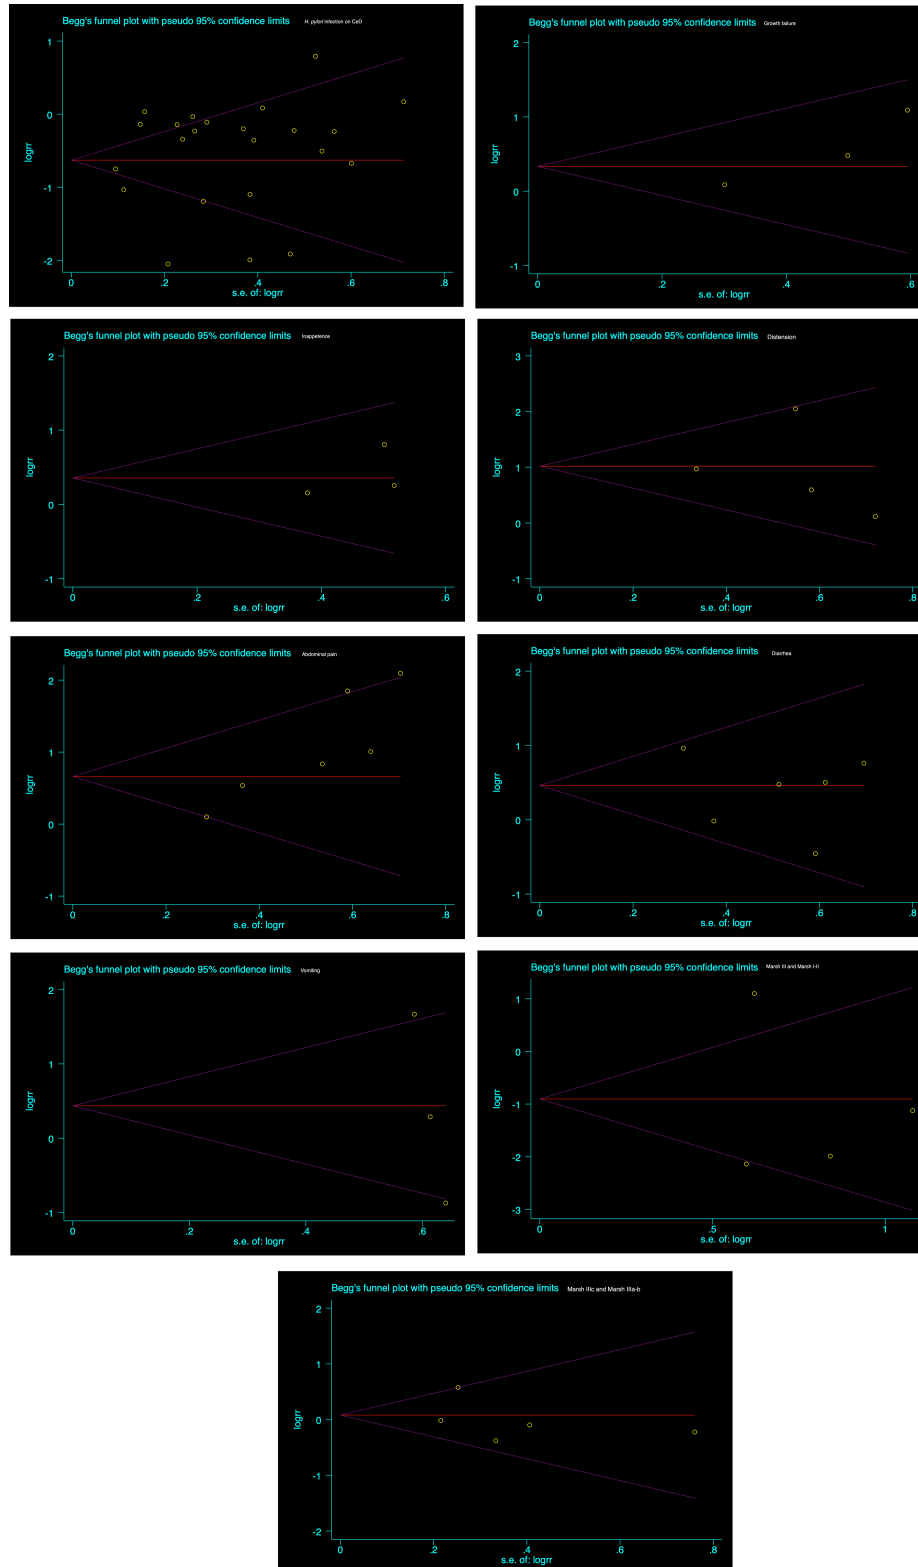 Begg's funnel plot with pseudo 95% confidence limits H. pylori infection on CeD
1
0
-1
-2
logrr
0 .2 .4 .6 .8
s.e. of: logrr
Begg's funnel plot with pseudo 95% confidence limits Growth failure
2
1
0
-1
logrr
0 .2 .4 .6
s.e. of: logrr
Begg's funnel plot with pseudo 95% confidence limits Inappetence
2
1
0
-1
logrr
0 .2 .4 .6
s.e. of: logrr
Begg's funnel plot with pseudo 95% confidence limits Distension
3
2
1
0
-1
logrr
0 .2 .4 .6 .8
s.e. of: logrr
Begg's funnel plot with pseudo 95% confidence limits Abdominal pain
2
1
0
-1
logrr
0 .2 .4 .6 .8
s.e. of: logrr
Begg's funnel plot with pseudo 95% confidence limits Diarrhea
2
1
0
-1
logrr
0 .2 .4 .6 .8
s.e. of: logrr
Begg's funnel plot with pseudo 95% confidence limits Vomiting
2
1
0
-1
logrr
0 .2 .4 .6
s.e. of: logrr
Begg's funnel plot with pseudo 95% confidence limits Marsh III and Marsh I-II
1
0
-1
-2
-3
logrr
0 .5 1
s.e. of: logrr
Begg's funnel plot with pseudo 95% confidence limits Marsh IIIc and Marsh IIIa-b
2
1
0
-1
-2
logrr
0 .2 .4 .6 .8
s.e. of: logrr